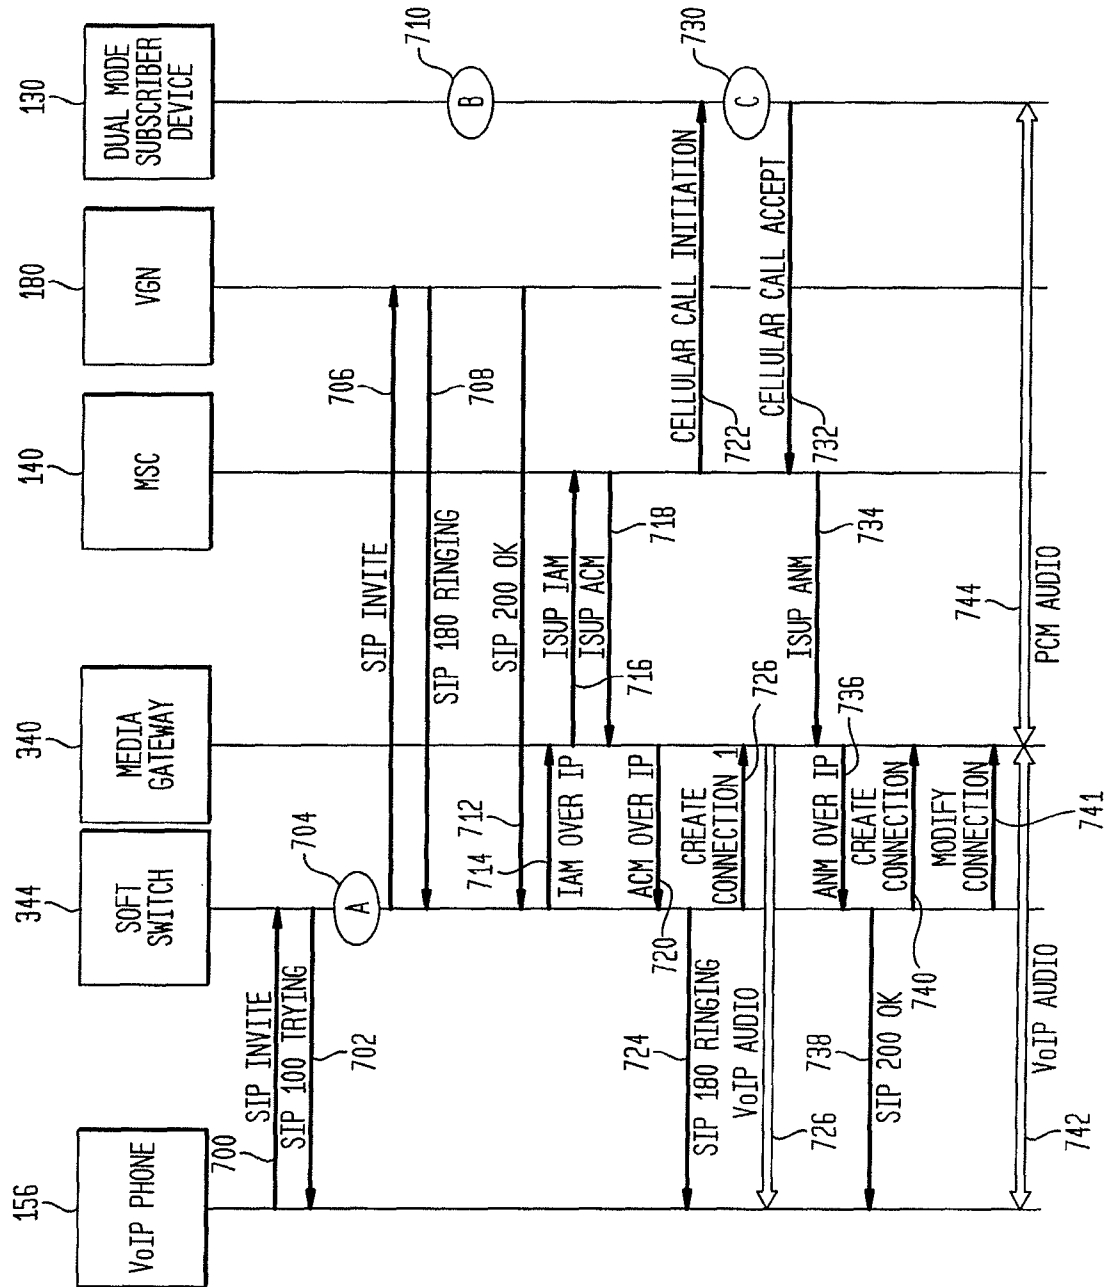 156
VoIP PHONE
344
SOFT
SWITCH
340
MEDIA
GATEWAY
140
MSC
180
VGN
130
DUAL MODE
SUBSCRIBER
DEVICE
700
SIP INVITE
SIP 100 TRYING
702
A
704
SIP INVITE
706
SIP 180 RINGING
708
B
710
SIP 200 OK
712
714
IAM OVER IP
ISUP IAM
716
ISUP ACM
718
ACM OVER IP
720
SIP 180 RINGING
724
CELLULAR CALL INITIATION
722
CREATE
CONNECTION 1
726
C
730
VoIP AUDIO
726
CELLULAR CALL ACCEPT
732
ISUP ANM
734
ANM OVER IP
736
SIP 200 OK
738
CREATE
CONNECTION
740
MODIFY
CONNECTION
741
VoIP AUDIO
742
PCM AUDIO
744